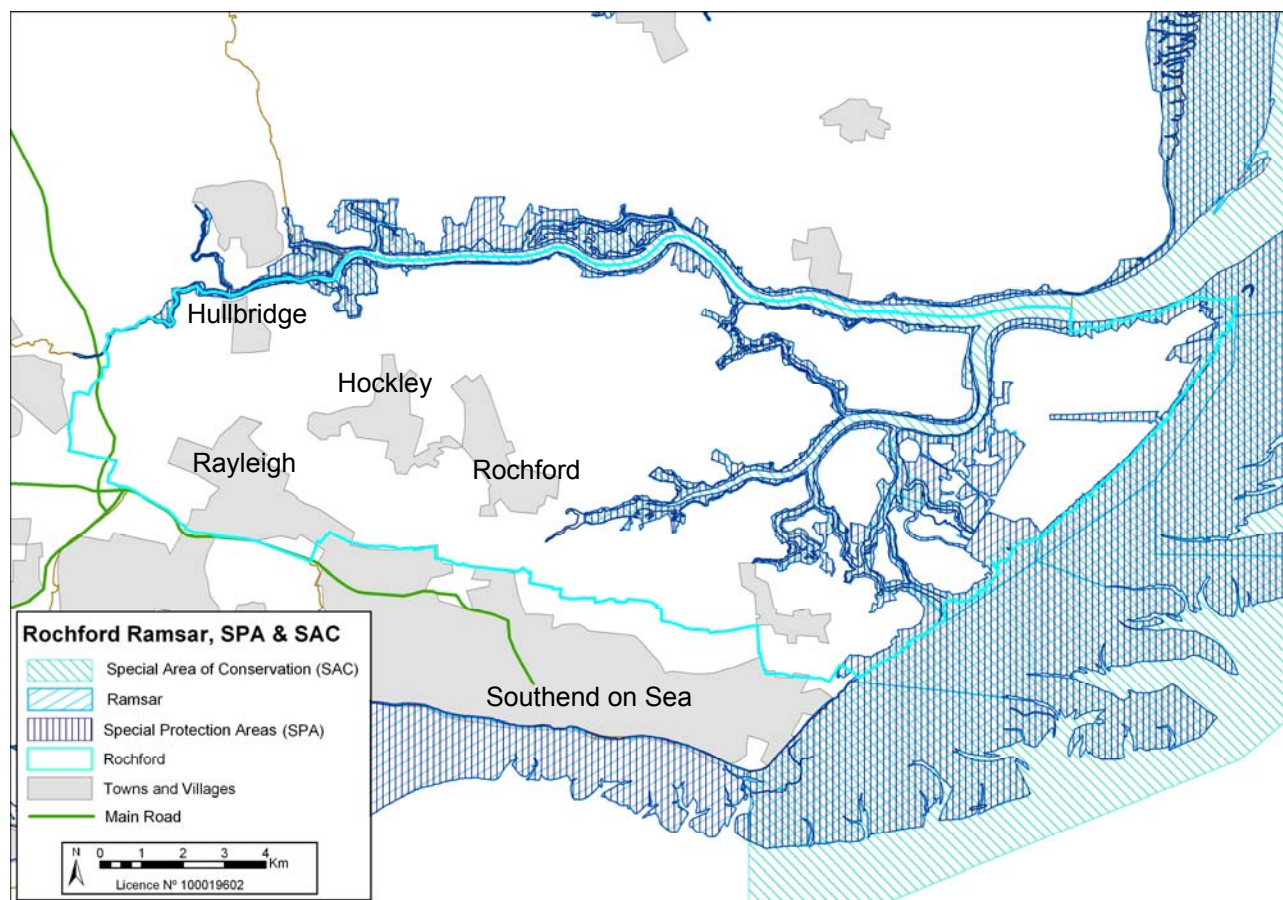 Hullbridge
Hockley
Rayleigh
Rochford
Southend on Sea
Rochford Ramsar, SPA & SAC
Special Area of Conservation (SAC)
Ramsar
Special Protection Areas (SPA)
Rochford
Towns and Villages
Main Road
N 0 1 2 3 4 Km
Licence Nº 100019602